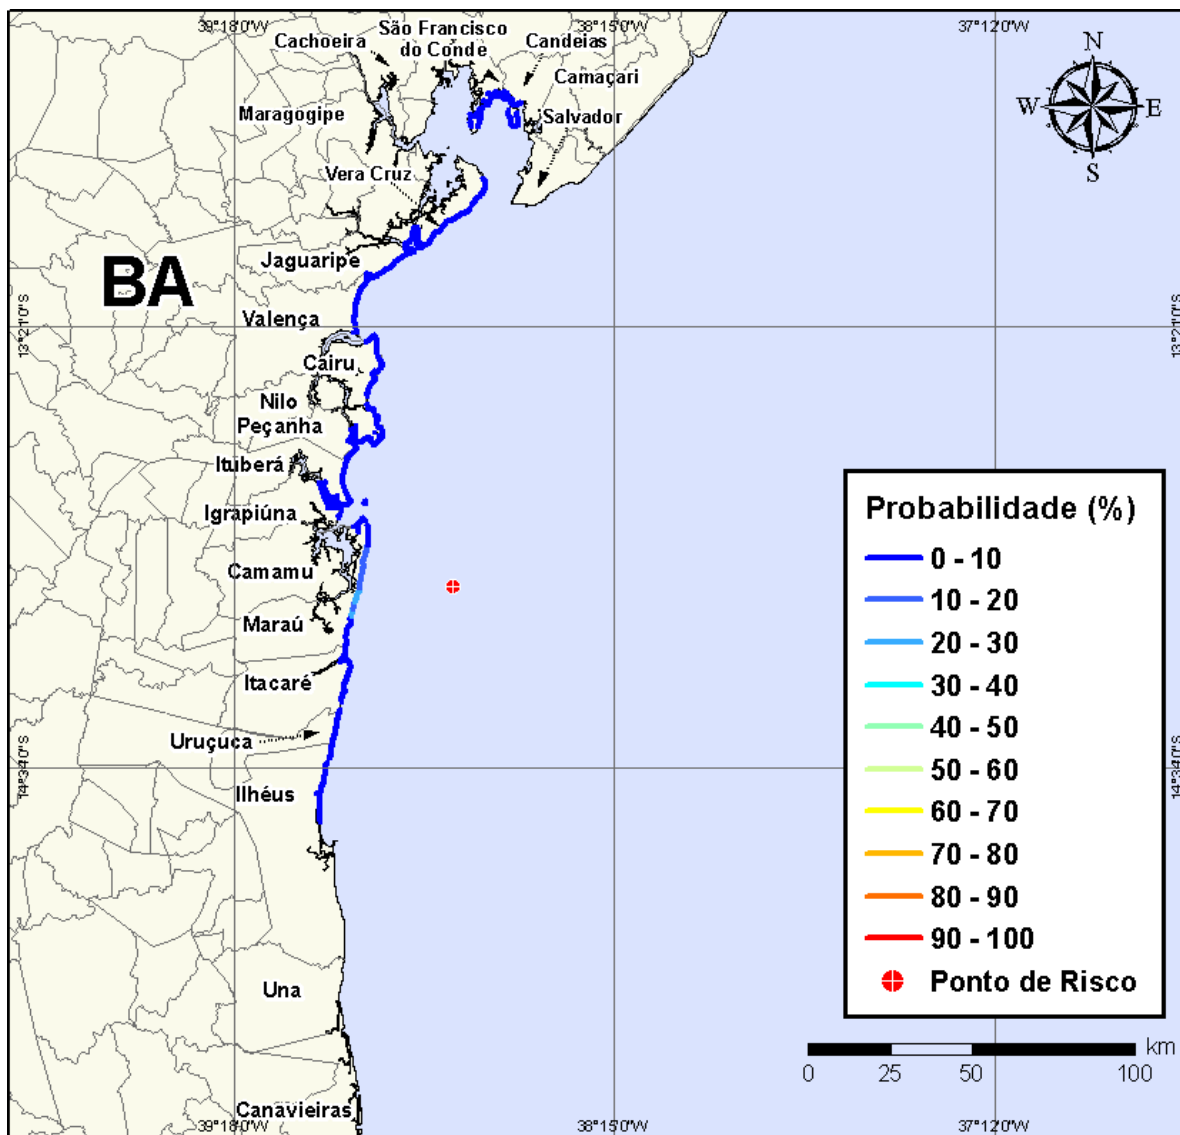 39°18'0"W
38°15'0"W
37°12'0"W
São Francisco
do Conde
Cachoeira
Candeias
Camaçari
Maragogipe
Salvador
Vera Cruz
N
W
E
S
Jaguaripe
BA
Valença
13°21'0"S
13°21'0"S
Cairu
Nilo
Peçanha
Ituberá
Igrapiúna
Camamu
Maraú
Itacaré
Uruçuca
14°34'0"S
14°34'0"S
Ilhéus
Una
Canavieiras
Probabilidade (%)
0 - 10
10 - 20
20 - 30
30 - 40
40 - 50
50 - 60
60 - 70
70 - 80
80 - 90
90 - 100
Ponto de Risco
km
0
25
50
100
39°18'0"W
38°15'0"W
37°12'0"W